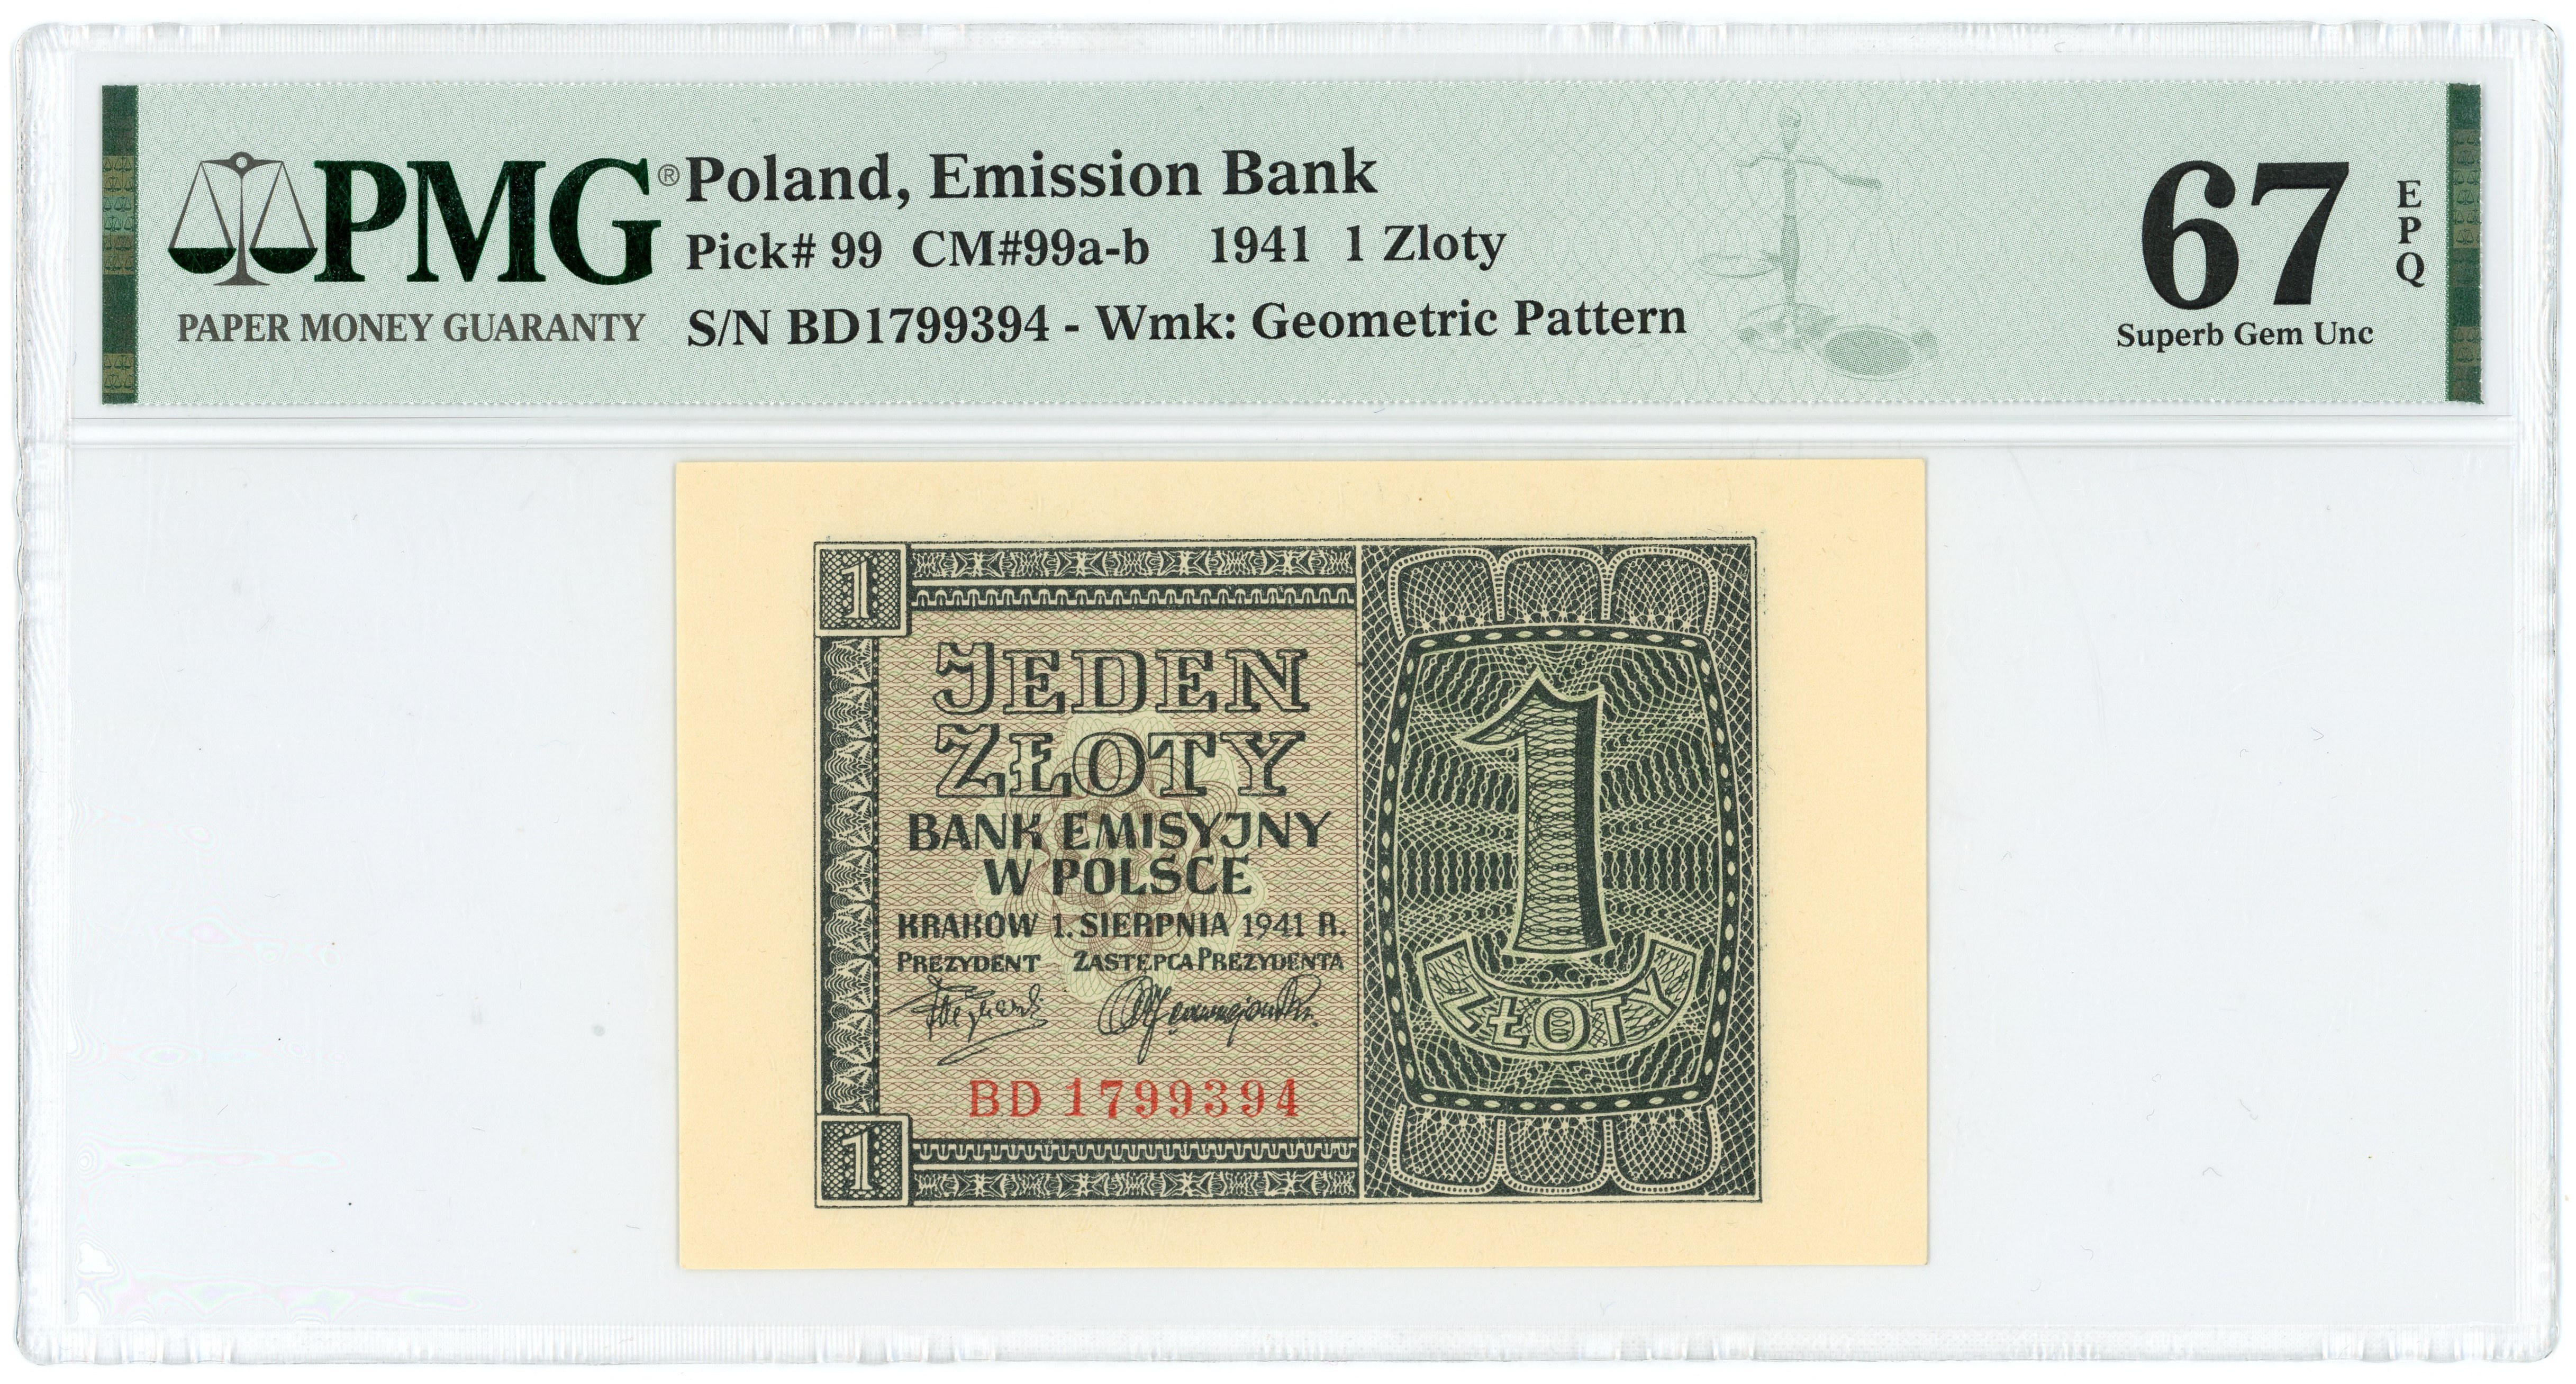 PMG®
PAPER MONEY GUARANTY
Poland, Emission Bank
Pick# 99 CM#99a-b 1941 1 Zloty
S/N BD1799394 - Wmk: Geometric Pattern
67
EPQ
Superb Gem Unc
1
JEDEN
ZŁOTY
BANK EMISYJNY
W POLSCE
KRAKÓW 1. SIERPNIA 1941 R.
PREZYDENT ZASTĘPCA PREZYDENTA
BD 1799394
1
1
ZŁOTY